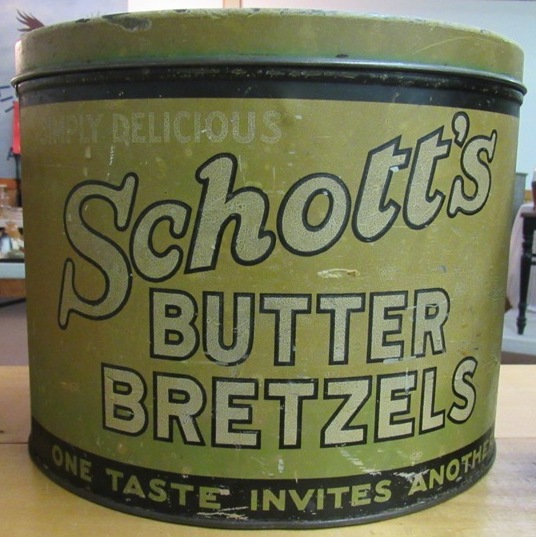 SIMPLY DELICIOUS
Schott's
BUTTER
BRETZELS
ONE TASTE INVITES ANOTHER